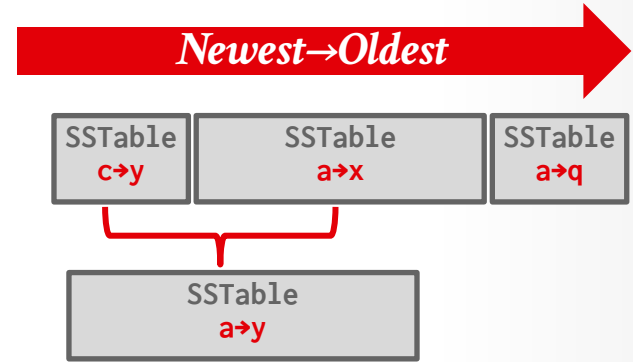 Newest→Oldest
SSTable
c→y
SSTable
a→x
SSTable
a→q
SSTable
a→y